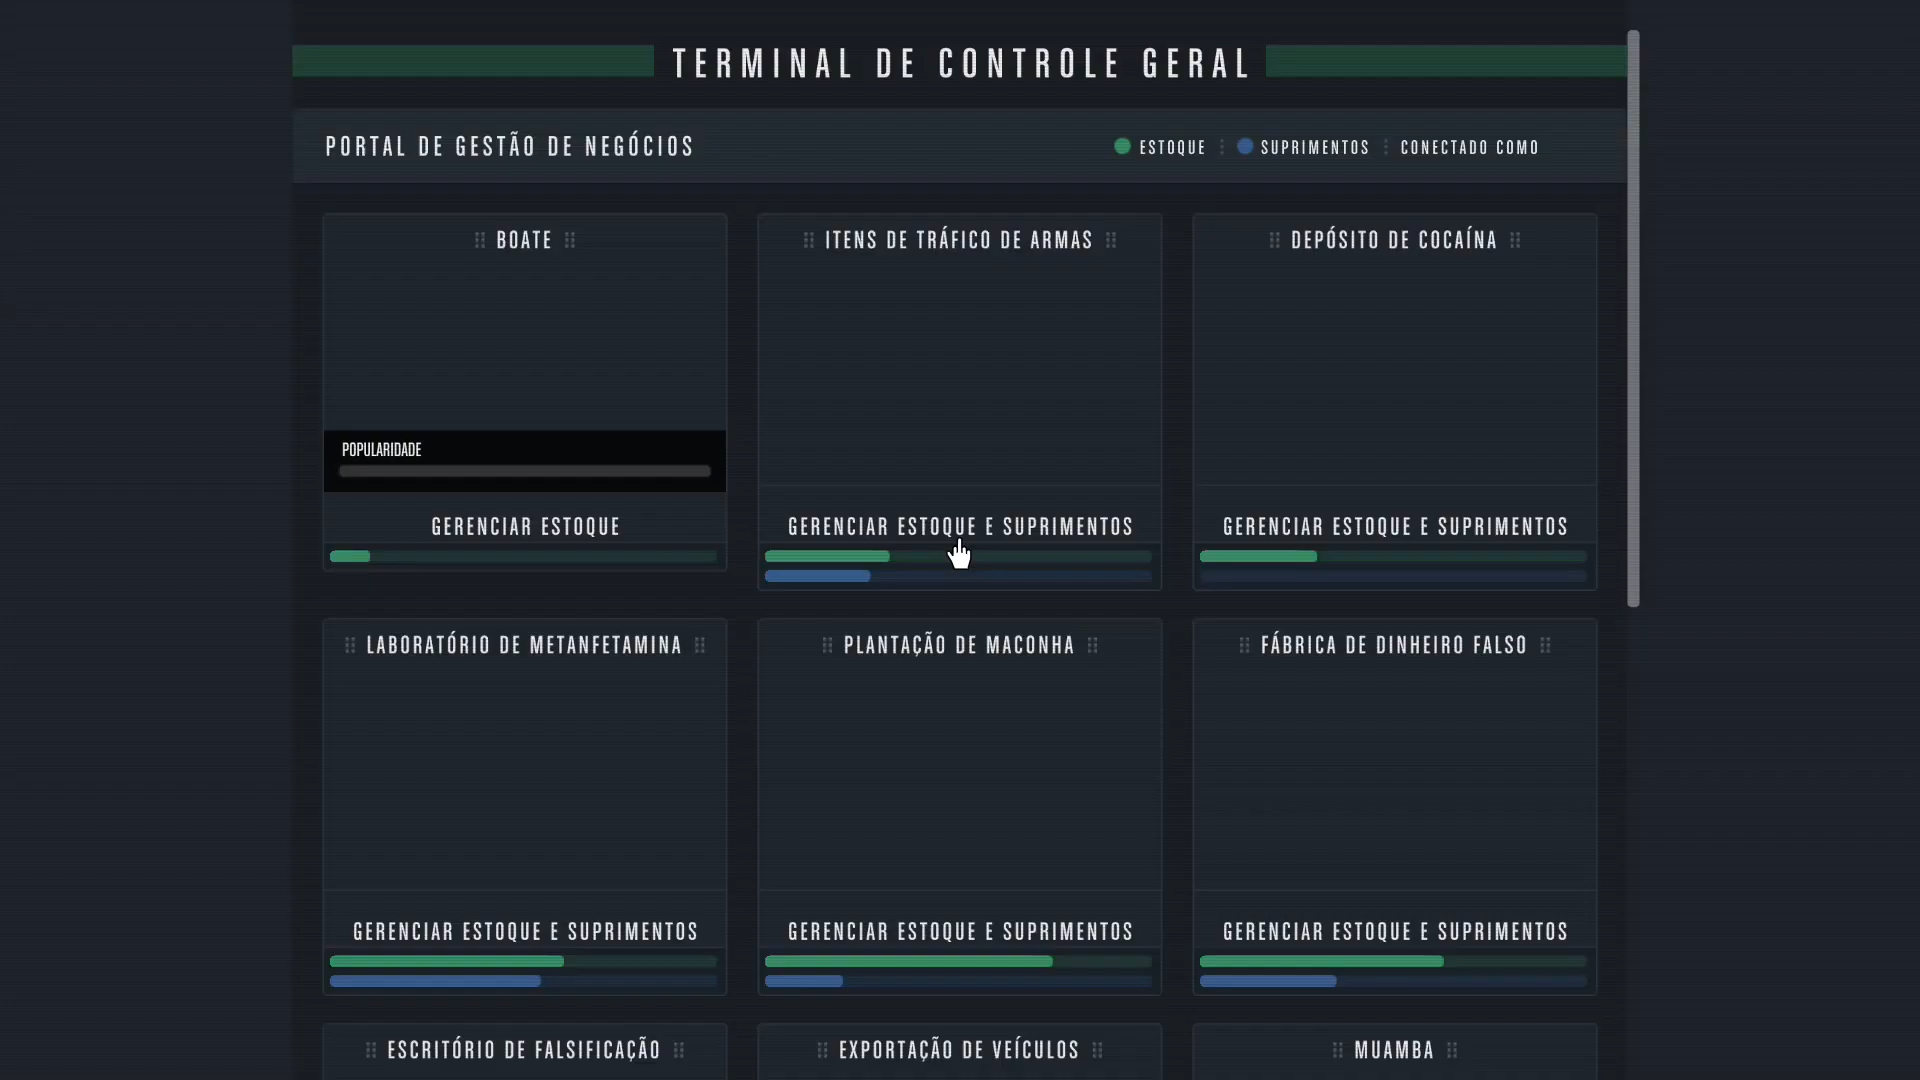 TERMINAL DE CONTROLE GERAL
PORTAL DE GESTÃO DE NEGÓCIOS
ESTOQUE
SUPRIMENTOS
CONECTADO COMO
BOATE
ITENS DE TRÁFICO DE ARMAS
DEPÓSITO DE COCAÍNA
POPULARIDADE
GERENCIAR ESTOQUE
GERENCIAR ESTOQUE E SUPRIMENTOS
GERENCIAR ESTOQUE E SUPRIMENTOS
LABORATÓRIO DE METANFETAMINA
PLANTAÇÃO DE MACONHA
FÁBRICA DE DINHEIRO FALSO
GERENCIAR ESTOQUE E SUPRIMENTOS
GERENCIAR ESTOQUE E SUPRIMENTOS
GERENCIAR ESTOQUE E SUPRIMENTOS
ESCRITÓRIO DE FALSIFICAÇÃO
EXPORTAÇÃO DE VEÍCULOS
MUAMBA